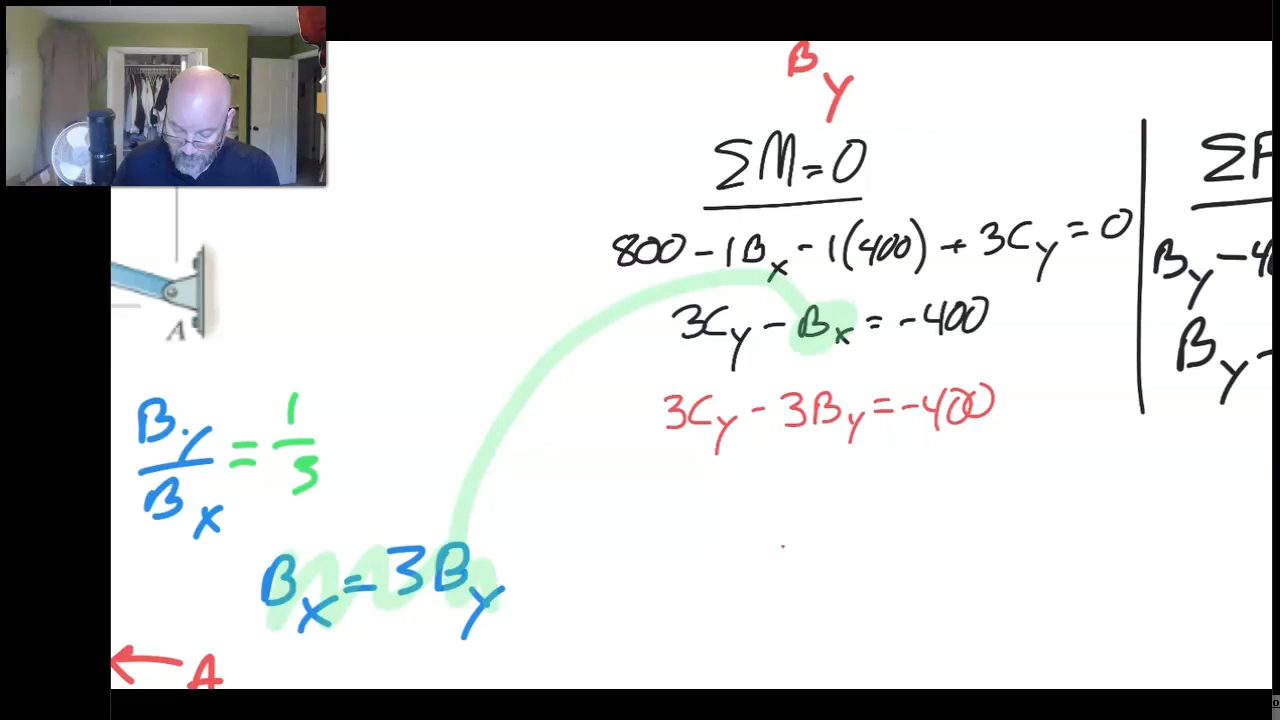 B
y
ΣM=0
800 - 1Bx - 1(400) + 3Cy = 0
3Cy - Bx = -400
3Cy - 3By = -400
ΣF
By - 40
By -
A
By/Bx = 1/3
Bx = 3By
A